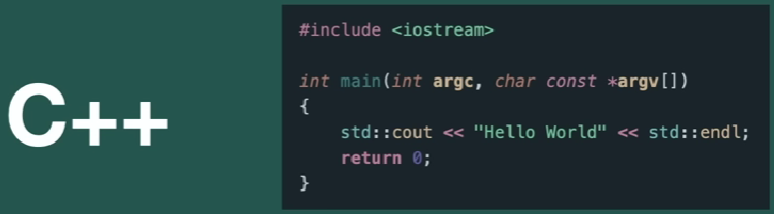 C++
#include <iostream>
int main(int argc, char const *argv[])
{
    std::cout << "Hello World" << std::endl;
    return 0;
}